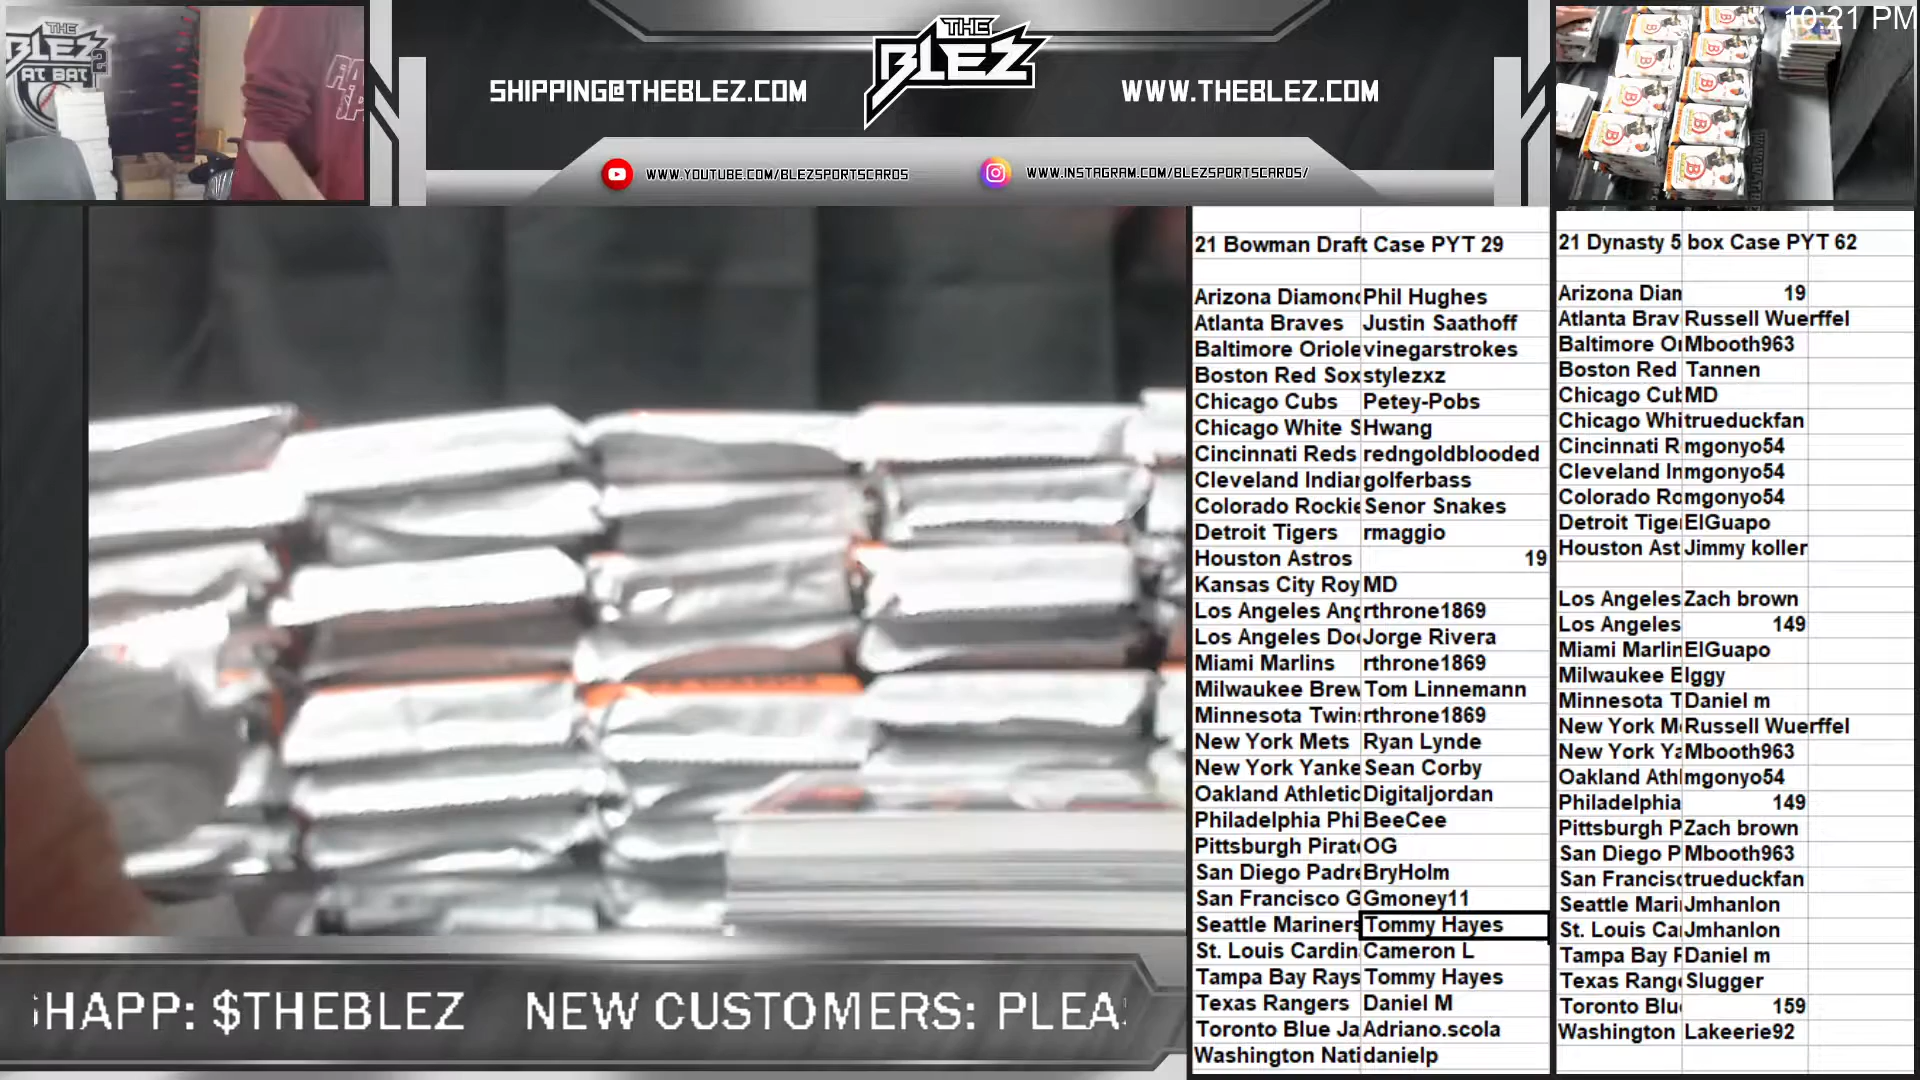 THE
BLEZ
AT BAT 2
SHIPPING@THEBLEZ.COM
THE
BLEZ
WWW.THEBLEZ.COM
WWW.YOUTUBE.COM/BLEZSPORTSCARDS
WWW.INSTAGRAM.COM/BLEZSPORTSCARDS/
10:21 PM
21 Bowman Draft Case PYT 29
Arizona Diamond Phil Hughes
Atlanta Braves Justin Saathoff
Baltimore Oriole vinegarstrokes
Boston Red Sox stylezxz
Chicago Cubs Petey-Pobs
Chicago White S Hwang
Cincinnati Reds redngoldblooded
Cleveland Indian golferbass
Colorado Rockie Senor Snakes
Detroit Tigers rmaggio
Houston Astros 19
Kansas City Roy MD
Los Angeles Ang rthrone1869
Los Angeles Dod Jorge Rivera
Miami Marlins rthrone1869
Milwaukee Brew Tom Linnemann
Minnesota Twins rthrone1869
New York Mets Ryan Lynde
New York Yanke Sean Corby
Oakland Athletic Digitaljordan
Philadelphia Phi BeeCee
Pittsburgh Pirate OG
San Diego Padre BryHolm
San Francisco G Gmoney11
Seattle Mariners Tommy Hayes
St. Louis Cardin Cameron L
Tampa Bay Rays Tommy Hayes
Texas Rangers Daniel M
Toronto Blue Ja Adriano.scola
Washington Nati danielp
21 Dynasty 5 box Case PYT 62
Arizona Diam 19
Atlanta Brav Russell Wuerffel
Baltimore Or Mbooth963
Boston Red Tannen
Chicago Cub MD
Chicago Whi trueduckfan
Cincinnati R mgonyo54
Cleveland In mgonyo54
Colorado Ro mgonyo54
Detroit Tige ElGuapo
Houston Ast Jimmy koller
Los Angeles Zach brown
Los Angeles 149
Miami Marlin ElGuapo
Milwaukee B Iggy
Minnesota T Daniel m
New York M Russell Wuerffel
New York Ya Mbooth963
Oakland Ath mgonyo54
Philadelphia 149
Pittsburgh P Zach brown
San Diego P Mbooth963
San Francisc trueduckfan
Seattle Mari Jmhanlon
St. Louis Ca Jmhanlon
Tampa Bay R Daniel m
Texas Rang Slugger
Toronto Blu 159
Washington Lakeerie92
HAPP: $THEBLEZ NEW CUSTOMERS: PLEA